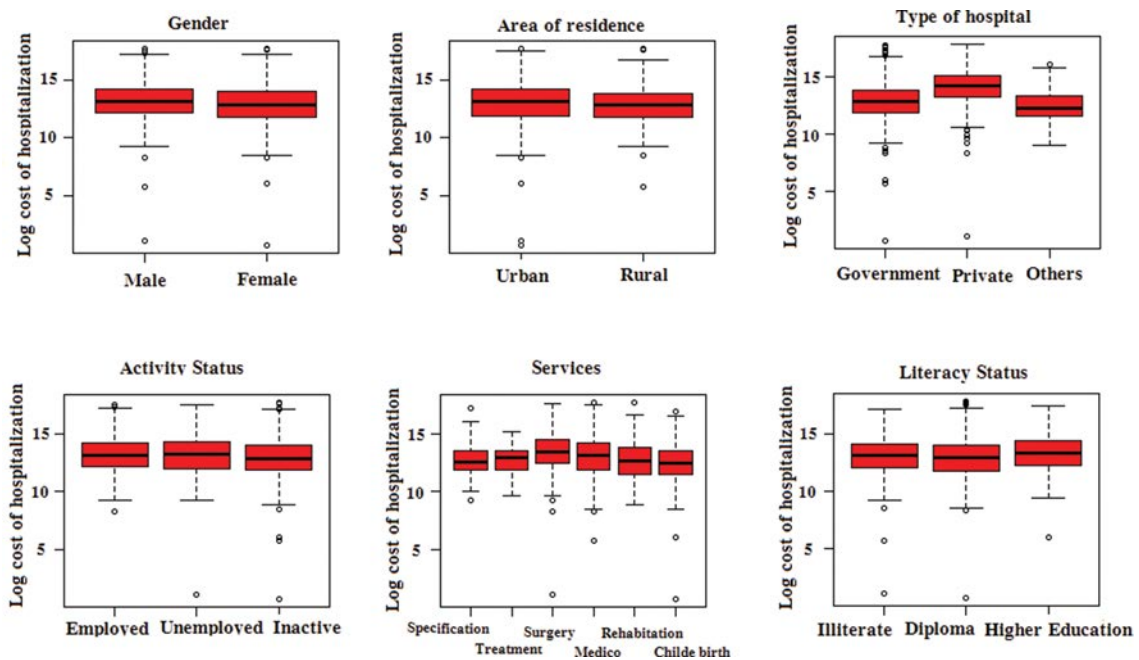 Gender
Log cost of hospitalization
15
10
5
Male Female
Area of residence
Log cost of hospitalization
15
10
5
Urban Rural
Type of hospital
Log cost of hospitalization
15
10
5
Government Private Others
Activity Status
Log cost of hospitalization
15
10
5
Employed Unemployed Inactive
Services
Log cost of hospitalization
15
10
5
Specification Surgery Rehabitation
Treatment Medico Childe birth
Literacy Status
Log cost of hospitalization
15
10
5
Illiterate Diploma Higher Education